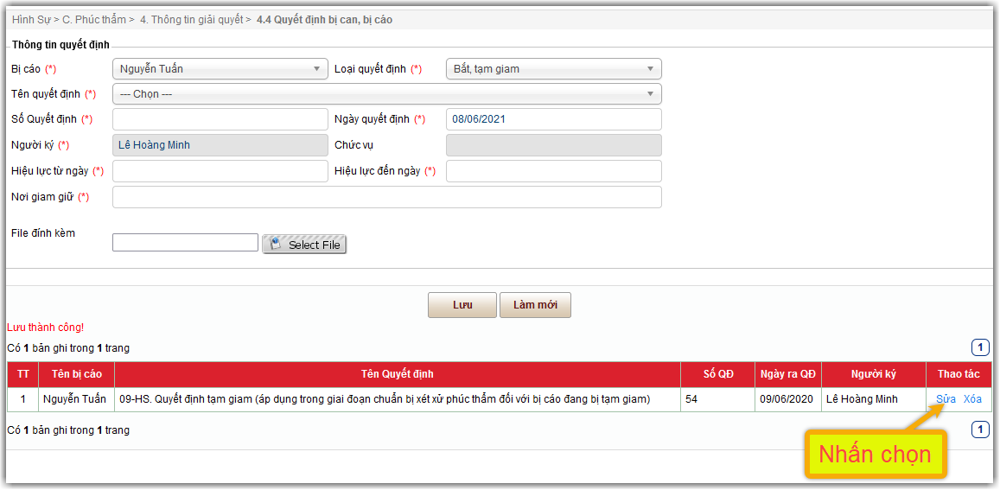 Hình Sự > C. Phúc thẩm > 4. Thông tin giải quyết > 4.4 Quyết định bị can, bị cáo
Thông tin quyết định
Bị cáo (*) Nguyễn Tuấn Loại quyết định (*) Bắt, tạm giam
Tên quyết định (*) --- Chọn ---
Số Quyết định (*) Ngày quyết định (*) 08/06/2021
Người ký (*) Lê Hoàng Minh Chức vụ
Hiệu lực từ ngày (*) Hiệu lực đến ngày (*)
Nơi giam giữ (*)
File đính kèm Select File
Lưu Làm mới
Lưu thành công!
Có 1 bản ghi trong 1 trang 1
TT Tên bị cáo Tên Quyết định Số QĐ Ngày ra QĐ Người ký Thao tác
1 Nguyễn Tuấn 09-HS. Quyết định tạm giam (áp dụng trong giai đoạn chuẩn bị xét xử phúc thẩm đối với bị cáo đang bị tạm giam) 54 09/06/2020 Lê Hoàng Minh Sửa Xóa
Có 1 bản ghi trong 1 trang 1
Nhấn chọn